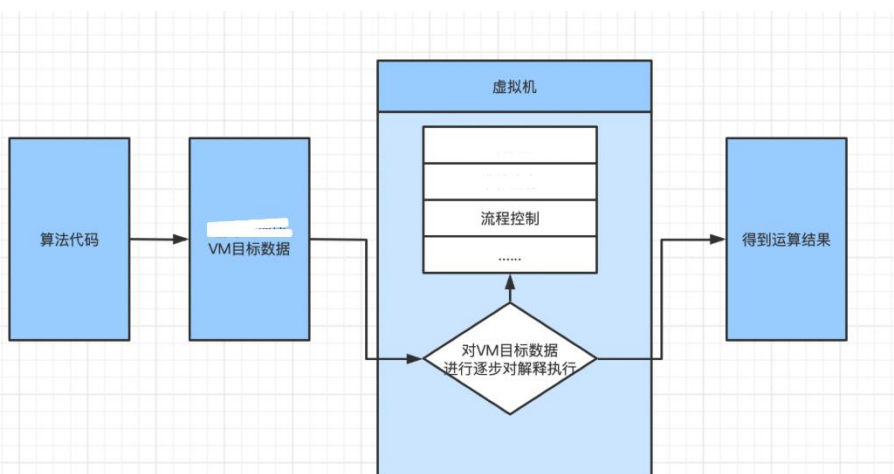 虚拟机
算法代码
VM目标数据
流程控制
......
对VM目标数据
进行逐步对解释执行
得到运算结果